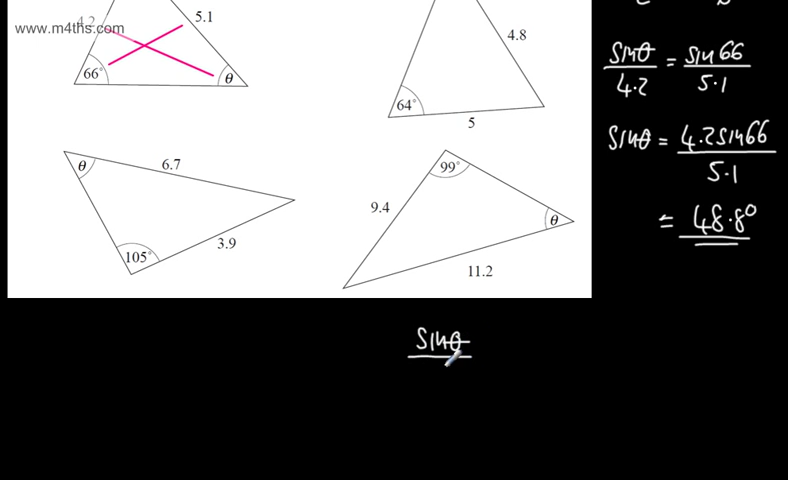 4.2
5.1
www.m4ths.com
66°
θ
4.8
64°
5
θ
6.7
105°
3.9
99°
9.4
θ
11.2
sinθ = sin66
4.2 5.1
sinθ = 4.2sin66
5.1
= 48.8°
sinθ